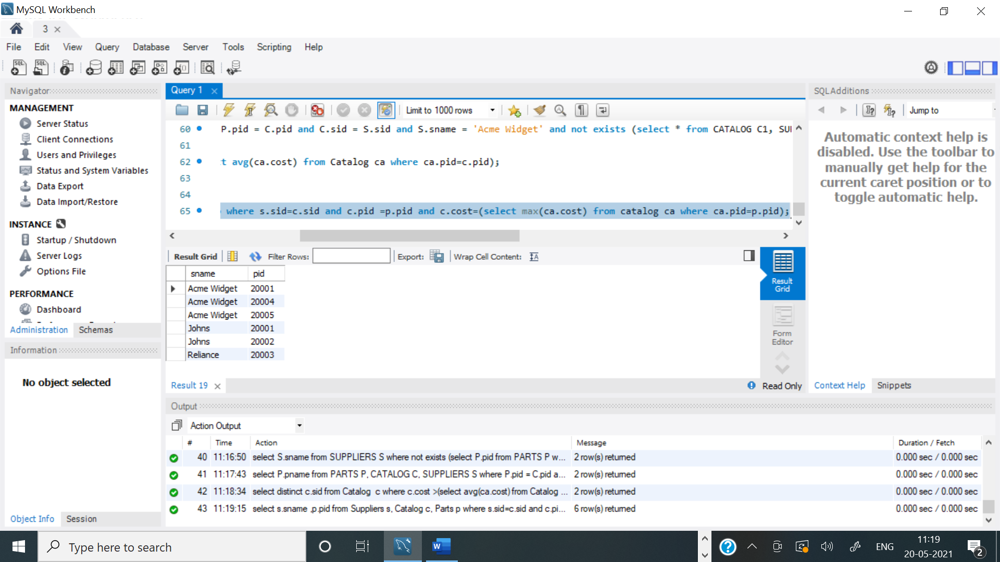 MySQL Workbench
3
File Edit View Query Database Server Tools Scripting Help
Navigator
MANAGEMENT
Server Status
Client Connections
Users and Privileges
Status and System Variables
Data Export
Data Import/Restore
INSTANCE
Startup / Shutdown
Server Logs
Options File
PERFORMANCE
Dashboard
Administration Schemas
Information
No object selected
Object Info Session
Query 1
Limit to 1000 rows
60 P.pid = C.pid and C.sid = S.sid and S.sname = 'Acme Widget' and not exists (select * from CATALOG C1, SUI
61
62 t avg(ca.cost) from Catalog ca where ca.pid=c.pid);
63
64
65 where s.sid=c.sid and c.pid =p.pid and c.cost=(select max(ca.cost) from catalog ca where ca.pid=p.pid);
Result Grid Filter Rows: Export: Wrap Cell Content:
sname pid
Acme Widget 20001
Acme Widget 20004
Acme Widget 20005
Johns 20001
Johns 20002
Reliance 20003
Result Grid
Form Editor
Result 19
Read Only
SQLAdditions
Jump to
Automatic context help is
disabled. Use the toolbar to
manually get help for the
current caret position or to
toggle automatic help.
Context Help Snippets
Output
Action Output
# Time Action Message Duration / Fetch
40 11:16:50 select S.sname from SUPPLIERS S where not exists (select P.pid from PARTS P w... 2 row(s) returned 0.000 sec / 0.000 sec
41 11:17:43 select P.pname from PARTS P, CATALOG C, SUPPLIERS S where P.pid = C.pid a... 2 row(s) returned 0.000 sec / 0.000 sec
42 11:18:34 select distinct c.sid from Catalog c where c.cost >(select avg(ca.cost) from Catalog ... 2 row(s) returned 0.000 sec / 0.000 sec
43 11:19:15 select s.sname ,p.pid from Suppliers s, Catalog c, Parts p where s.sid=c.sid and c.pi... 6 row(s) returned 0.000 sec / 0.000 sec
Type here to search
ENG
11:19
20-05-2021
2